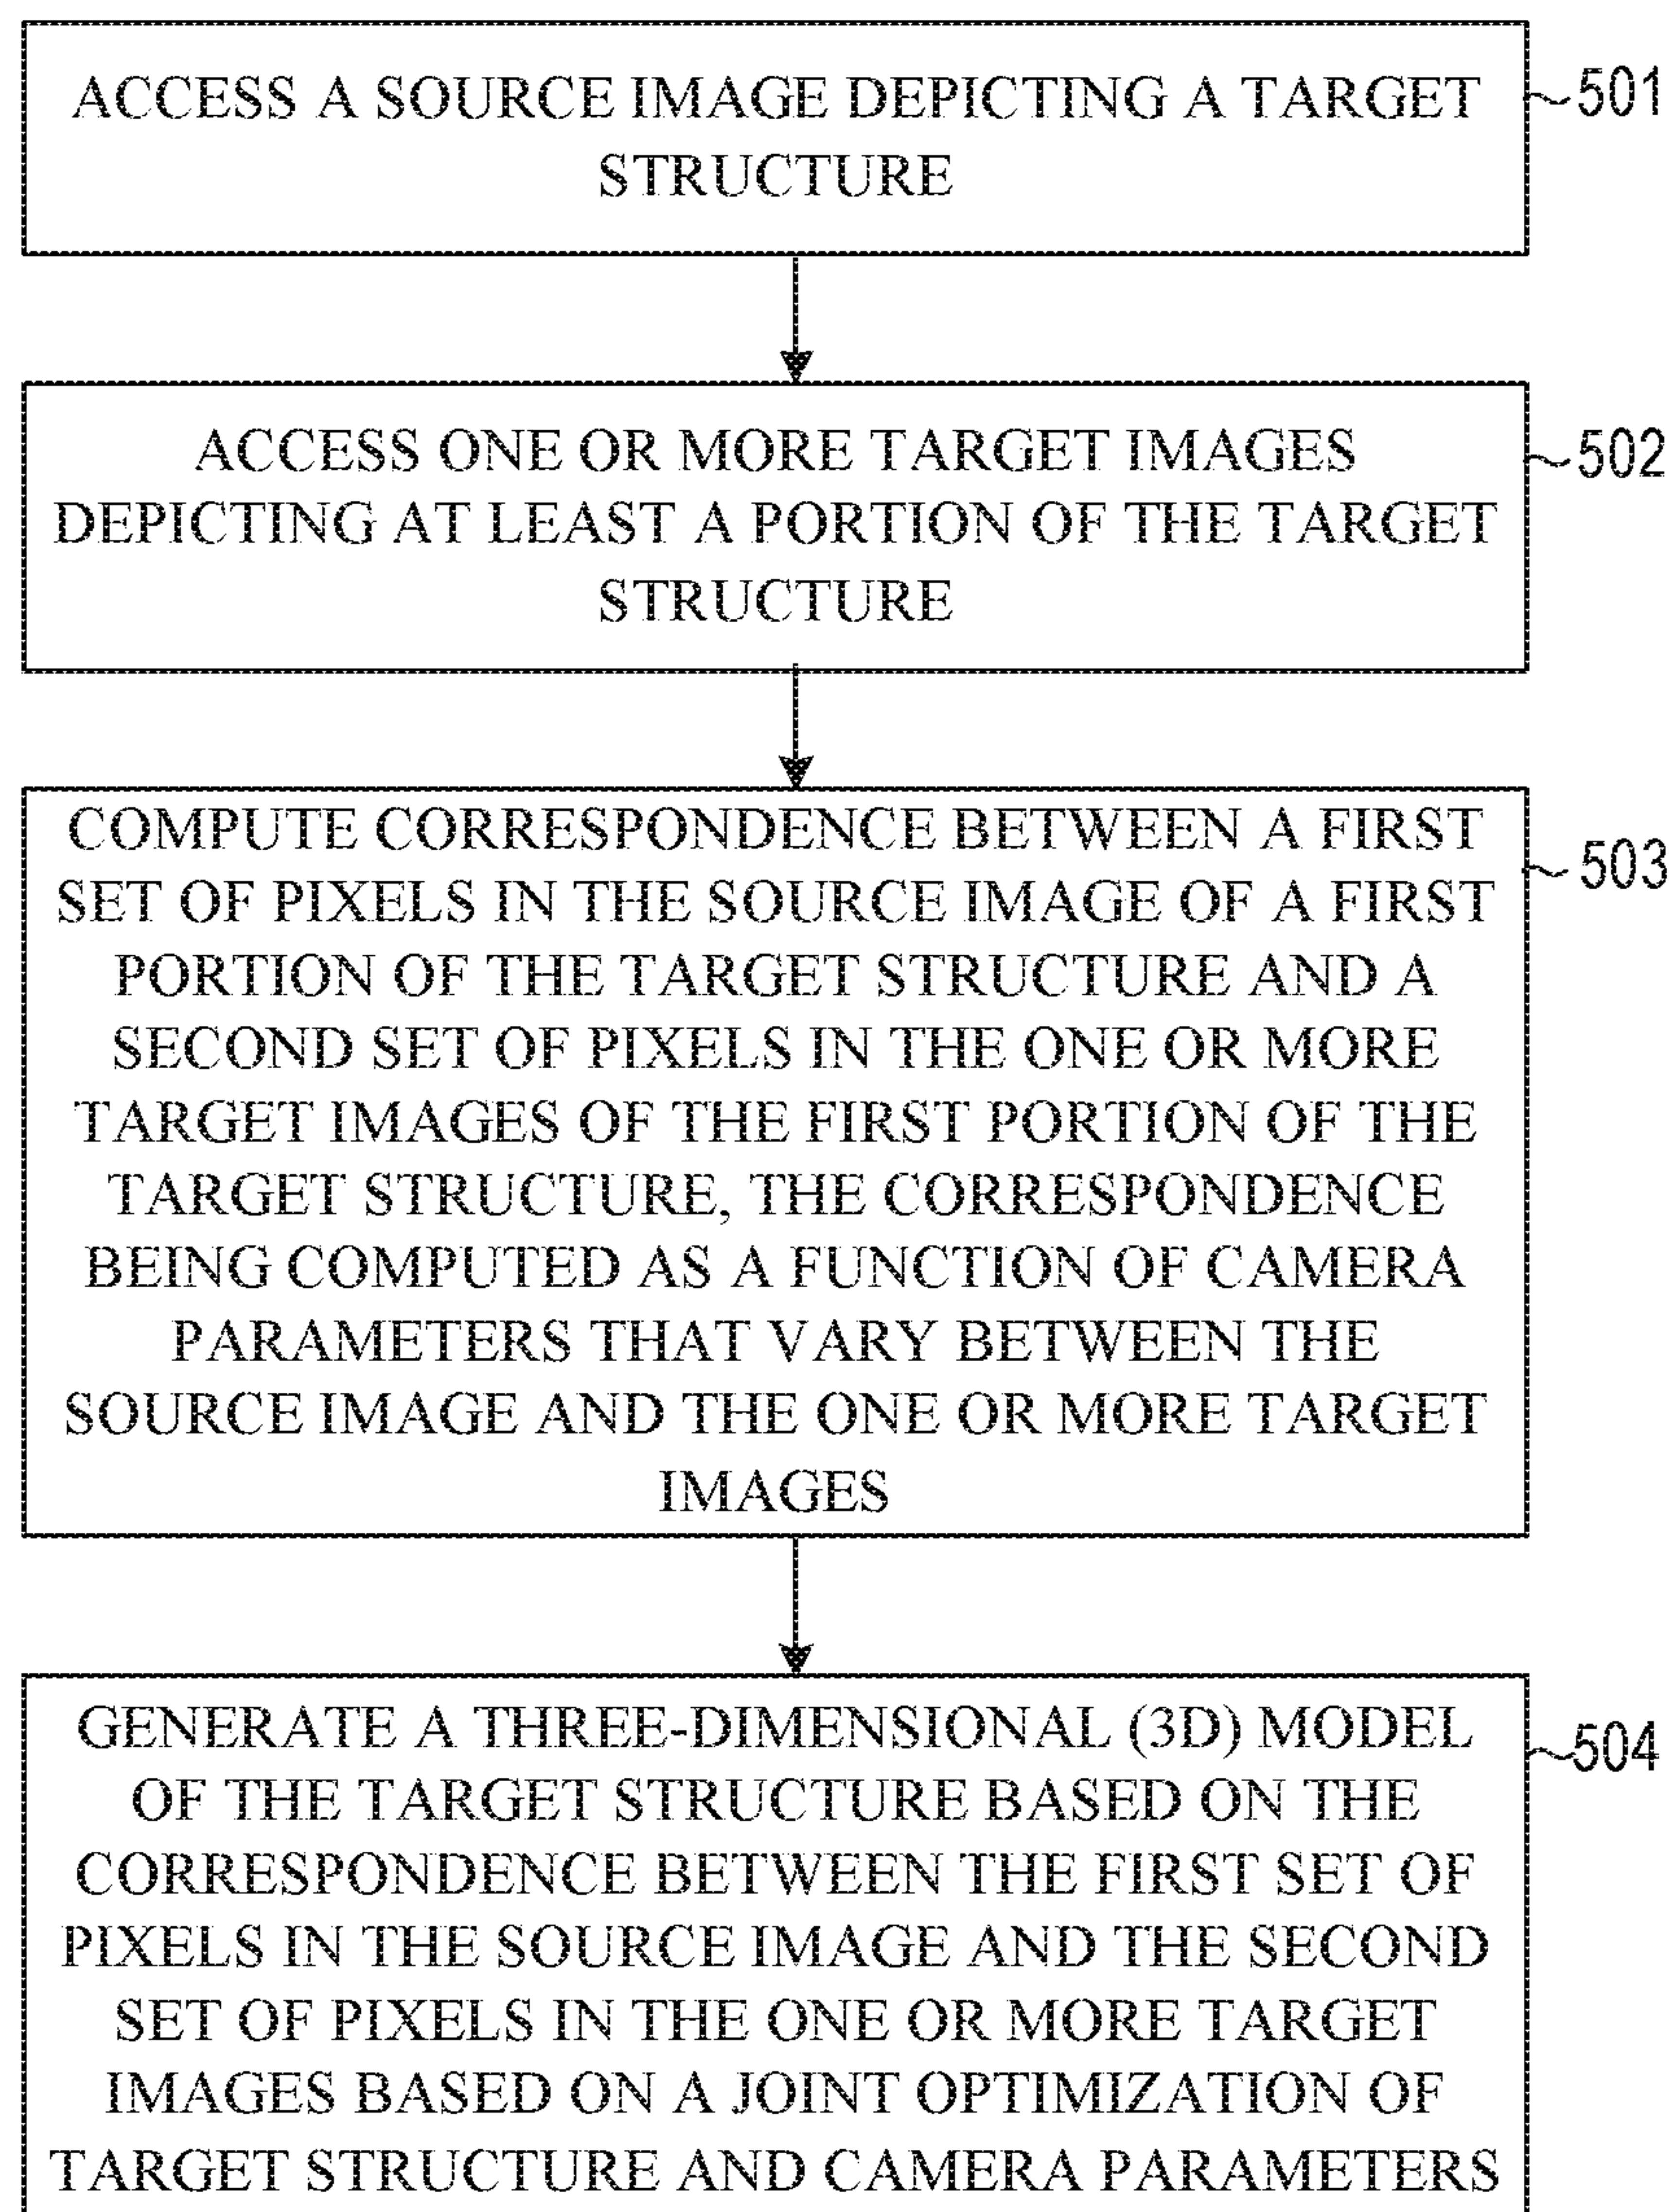 ACCESS A SOURCE IMAGE DEPICTING A TARGET
STRUCTURE
501
ACCESS ONE OR MORE TARGET IMAGES
DEPICTING AT LEAST A PORTION OF THE TARGET
STRUCTURE
502
COMPUTE CORRESPONDENCE BETWEEN A FIRST
SET OF PIXELS IN THE SOURCE IMAGE OF A FIRST
PORTION OF THE TARGET STRUCTURE AND A
SECOND SET OF PIXELS IN THE ONE OR MORE
TARGET IMAGES OF THE FIRST PORTION OF THE
TARGET STRUCTURE, THE CORRESPONDENCE
BEING COMPUTED AS A FUNCTION OF CAMERA
PARAMETERS THAT VARY BETWEEN THE
SOURCE IMAGE AND THE ONE OR MORE TARGET
IMAGES
503
GENERATE A THREE-DIMENSIONAL (3D) MODEL
OF THE TARGET STRUCTURE BASED ON THE
CORRESPONDENCE BETWEEN THE FIRST SET OF
PIXELS IN THE SOURCE IMAGE AND THE SECOND
SET OF PIXELS IN THE ONE OR MORE TARGET
IMAGES BASED ON A JOINT OPTIMIZATION OF
TARGET STRUCTURE AND CAMERA PARAMETERS
504